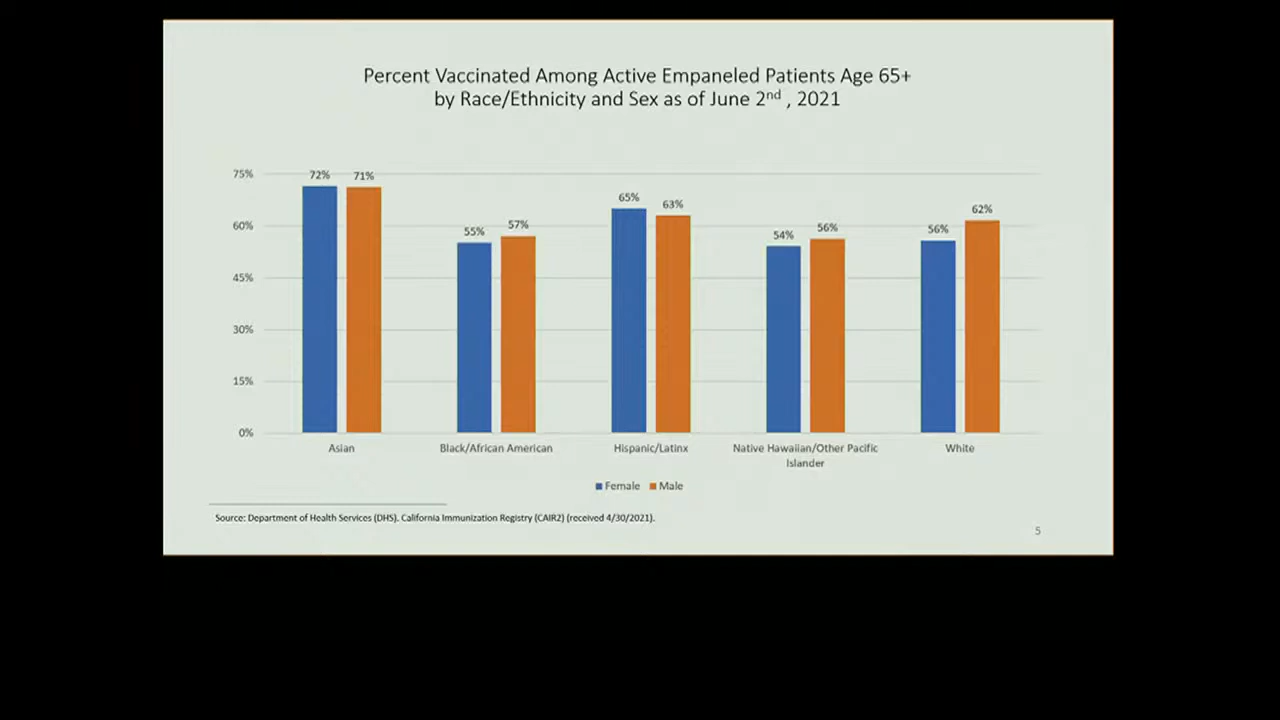 Percent Vaccinated Among Active Empaneled Patients Age 65+
by Race/Ethnicity and Sex as of June 2nd , 2021
75%
60%
45%
30%
15%
0%
72%
71%
55%
57%
65%
63%
54%
56%
56%
62%
Asian
Black/African American
Hispanic/Latinx
Native Hawaiian/Other Pacific
Islander
White
Female
Male
Source: Department of Health Services (DHS). California Immunization Registry (CAIR2) (received 4/30/2021).
5